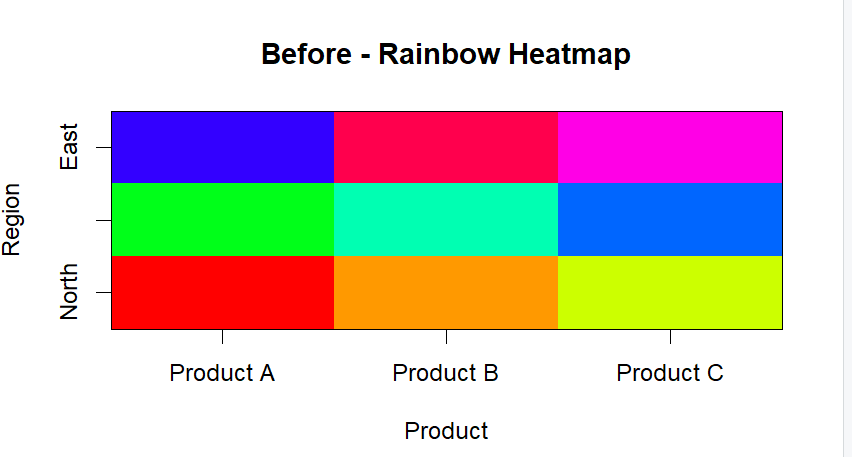 Before - Rainbow Heatmap
East
Region
North
Product A Product B Product C
Product